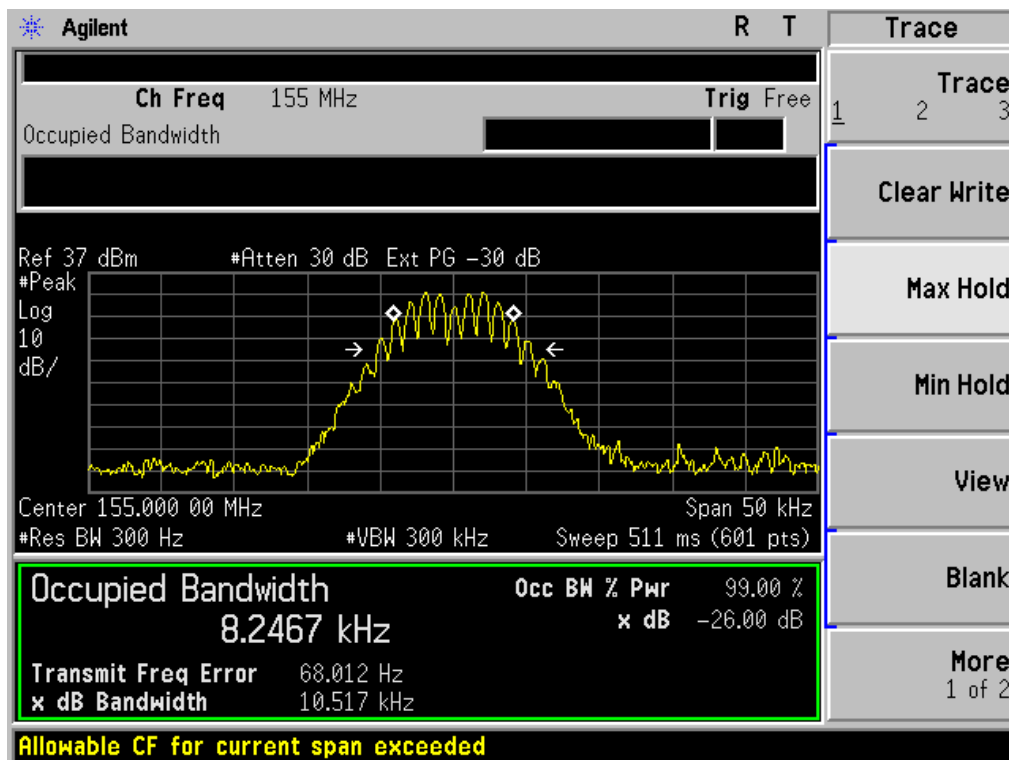 Agilent R T Trace
Ch Freq 155 MHz Trig Free
Occupied Bandwidth
Trace
1 2 3
Clear Write
Max Hold
Min Hold
View
Blank
More
1 of 2
Ref 37 dBm #Atten 30 dB Ext PG −30 dB
#Peak
Log
10
dB/
Center 155.000 00 MHz Span 50 kHz
#Res BW 300 Hz #VBW 300 kHz Sweep 511 ms (601 pts)
Occupied Bandwidth Occ BW % Pwr 99.00 %
8.2467 kHz x dB −26.00 dB
Transmit Freq Error 68.012 Hz
x dB Bandwidth 10.517 kHz
Allowable CF for current span exceeded